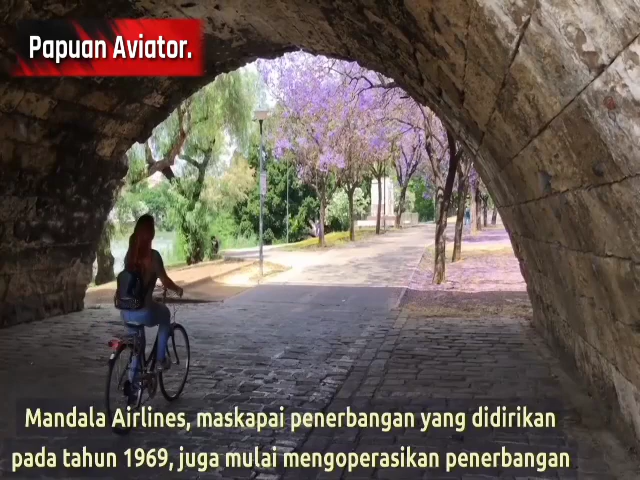 Papuan Aviator.
Mandala Airlines, maskapai penerbangan yang didirikan
pada tahun 1969, juga mulai mengoperasikan penerbangan